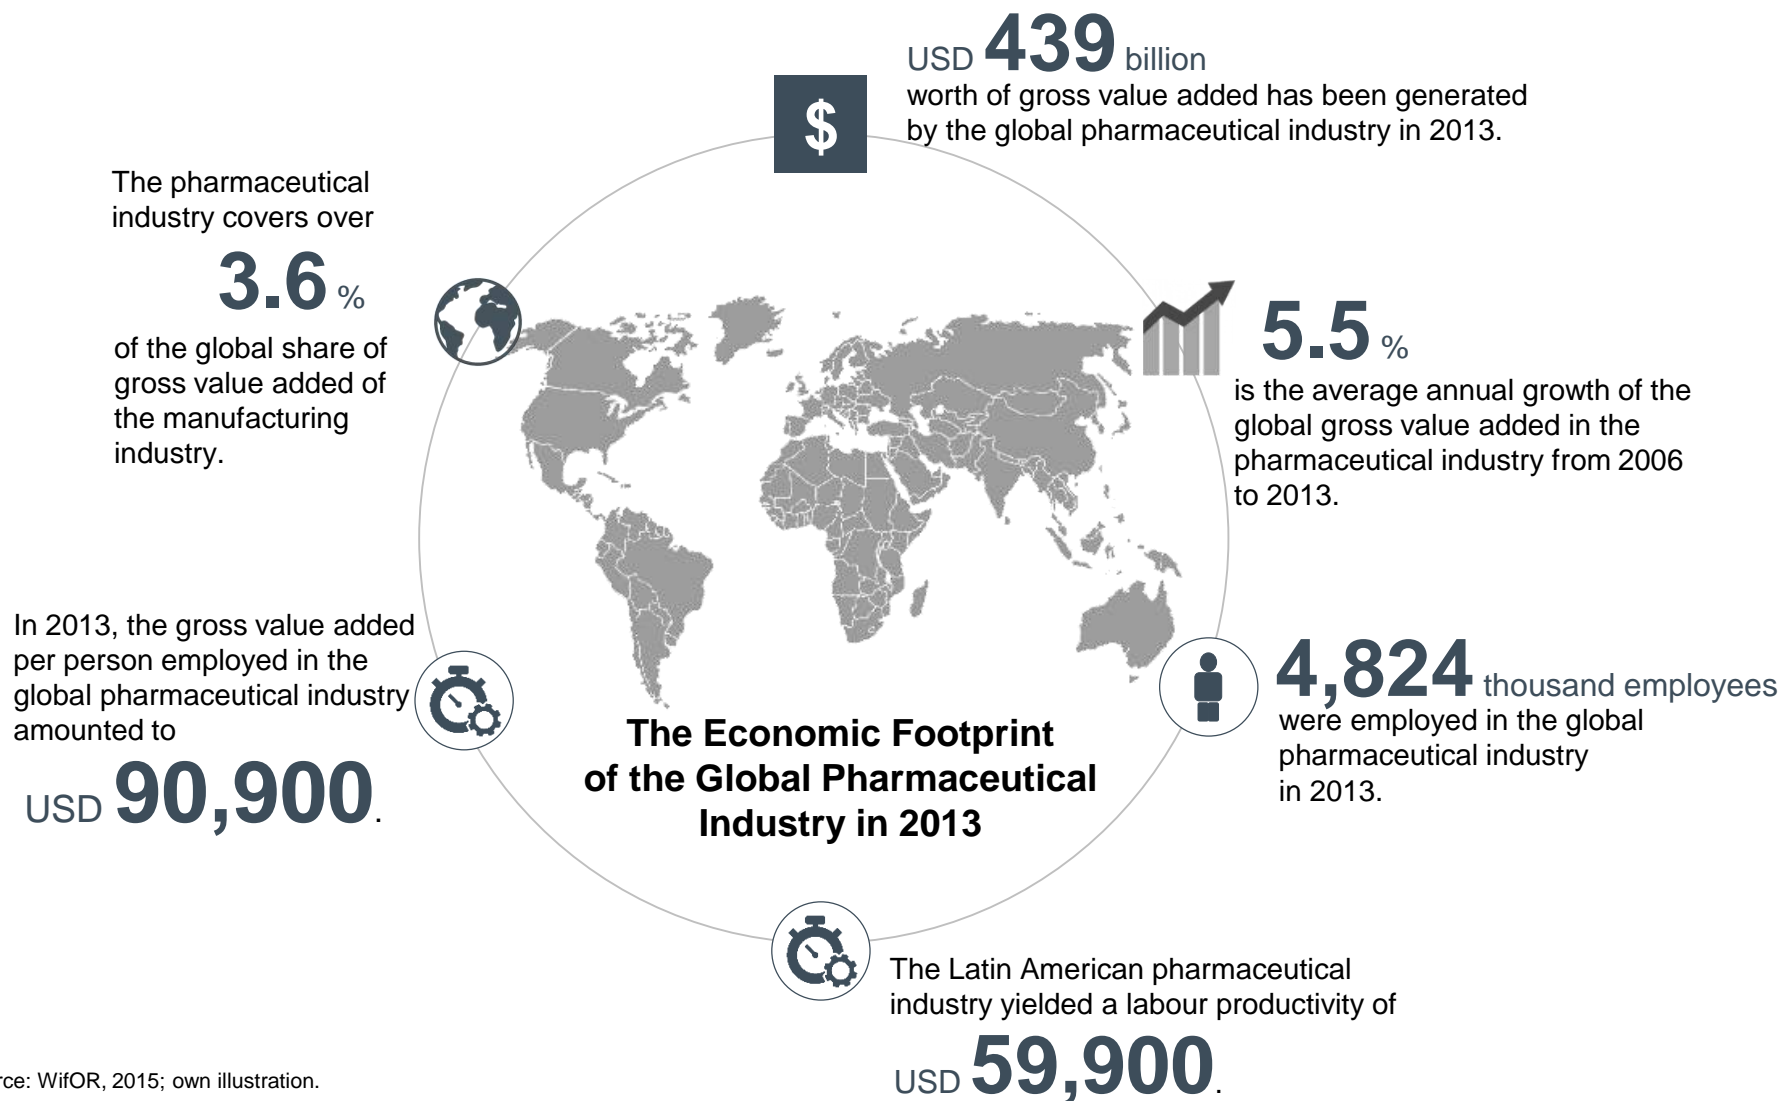 USD 439 billion
worth of gross value added has been generated
by the global pharmaceutical industry in 2013.
$
The pharmaceutical
industry covers over
3.6 %
of the global share of
gross value added of
the manufacturing
industry.
5.5 %
is the average annual growth of the
global gross value added in the
pharmaceutical industry from 2006
to 2013.
In 2013, the gross value added
per person employed in the
global pharmaceutical industry
amounted to
USD 90,900.
4,824 thousand employees
were employed in the global
pharmaceutical industry
in 2013.
The Economic Footprint
of the Global Pharmaceutical
Industry in 2013
The Latin American pharmaceutical
industry yielded a labour productivity of
USD 59,900.
rce: WifOR, 2015; own illustration.